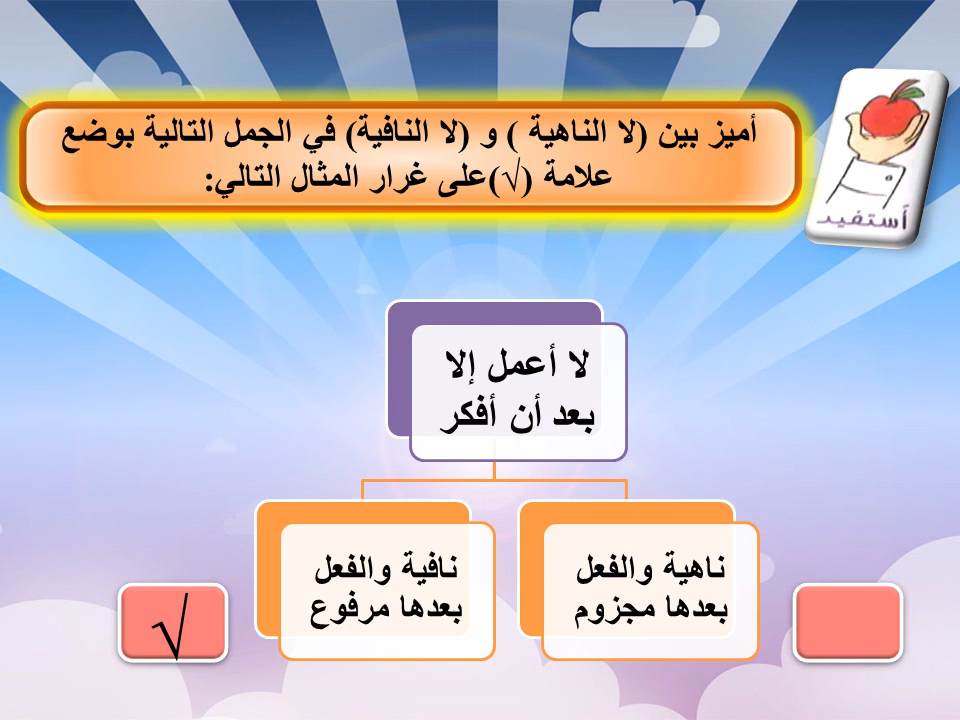 أميز بين (لا الناهية ) و (لا النافية) في الجمل التالية بوضع
علامة (√)على غرار المثال التالي:
أستفيد
لا أعمل إلا
بعد أن أفكر
ناهية والفعل
بعدها مجزوم
نافية والفعل
بعدها مرفوع
√